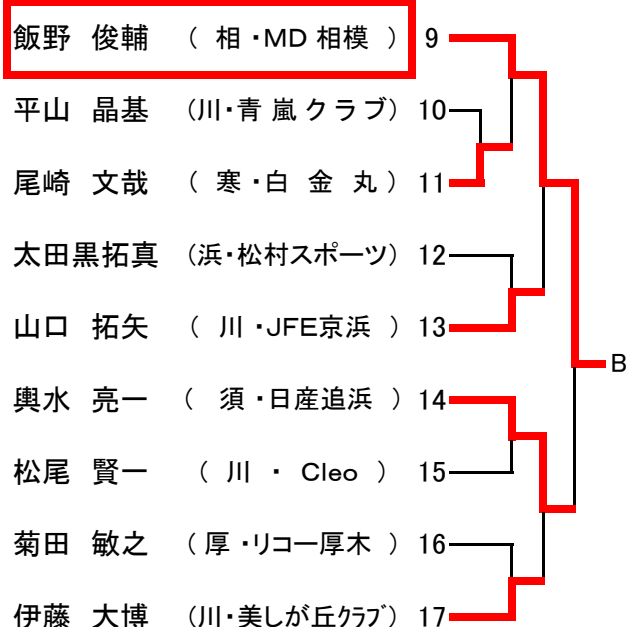 飯野 俊輔 ( 相・MD 相模 ) 9
平山 晶基 (川・青 嵐 ク ラ ブ) 10
尾崎 文哉 ( 寒・白 金 丸 ) 11
太田黒拓真 (浜・松村スポーツ) 12
山口 拓矢 ( 川・JFE京浜 ) 13
B
輿水 亮一 ( 須・日産追浜 ) 14
松尾 賢一 ( 川 ・ Cleo ) 15
菊田 敏之 ( 厚・リコー厚木 ) 16
伊藤 大博 (川・美しが丘クラブ) 17